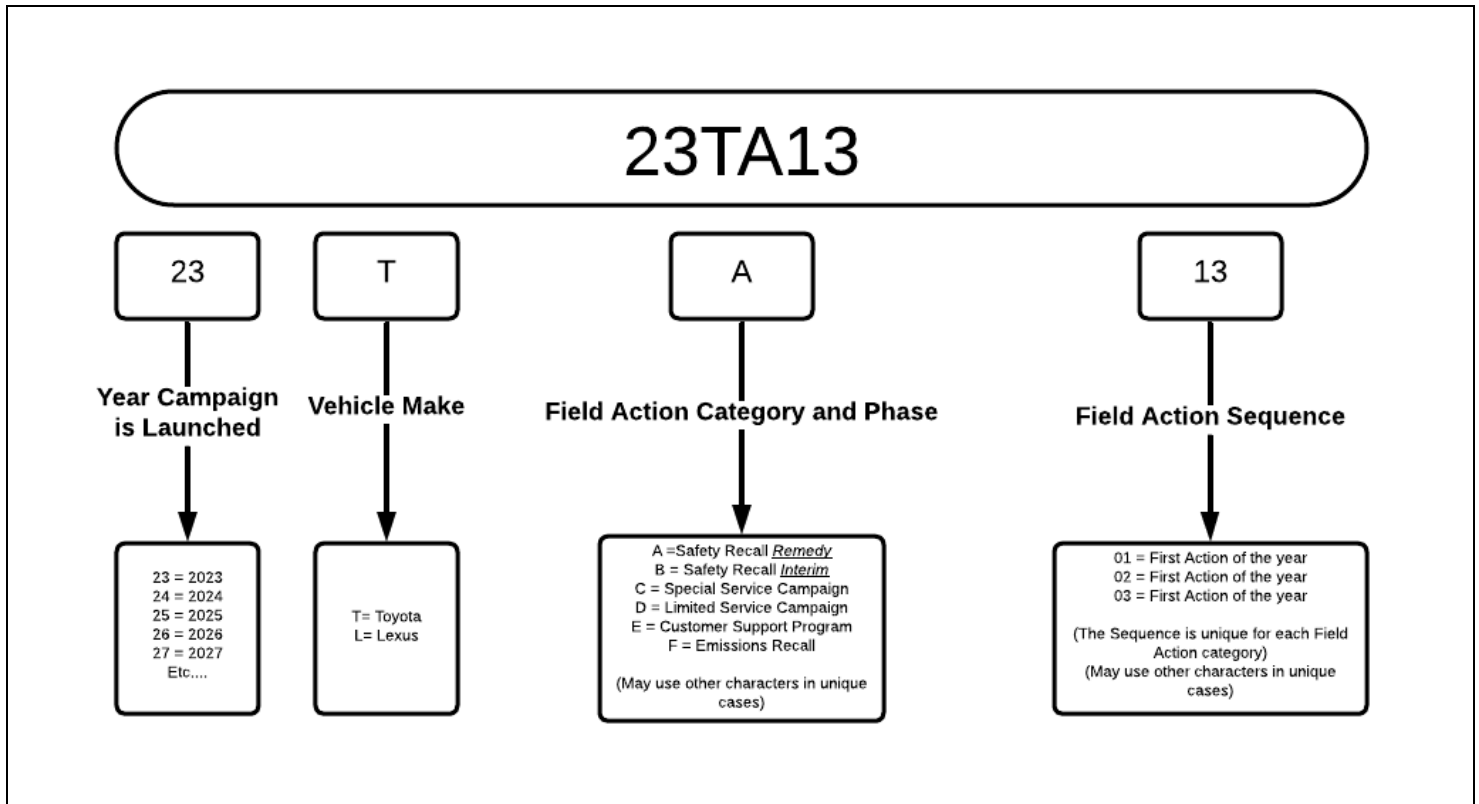 23TA13
23
T
A
13
Year Campaign
is Launched
Vehicle Make
Field Action Category and Phase
Field Action Sequence
23 = 2023
24 = 2024
25 = 2025
26 = 2026
27 = 2027
Etc....
T= Toyota
L= Lexus
A =Safety Recall Remedy
B = Safety Recall Interim
C = Special Service Campaign
D = Limited Service Campaign
E = Customer Support Program
F = Emissions Recall
(May use other characters in unique
cases)
01 = First Action of the year
02 = First Action of the year
03 = First Action of the year
(The Sequence is unique for each Field
Action category)
(May use other characters in unique
cases)